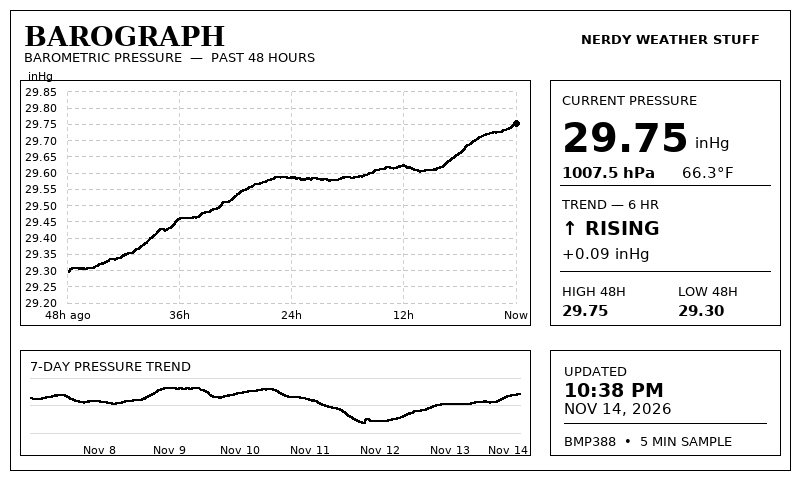 BAROGRAPH
BAROMETRIC PRESSURE — PAST 48 HOURS
NERDY WEATHER STUFF
inHg
29.85
29.80
29.75
29.70
29.65
29.60
29.55
29.50
29.45
29.40
29.35
29.30
29.25
29.20
48h ago 36h 24h 12h Now
CURRENT PRESSURE
29.75 inHg
1007.5 hPa 66.3°F
TREND — 6 HR
↑ RISING
+0.09 inHg
HIGH 48H LOW 48H
29.75 29.30
7-DAY PRESSURE TREND
Nov 8 Nov 9 Nov 10 Nov 11 Nov 12 Nov 13 Nov 14
UPDATED
10:38 PM
NOV 14, 2026
BMP388 • 5 MIN SAMPLE